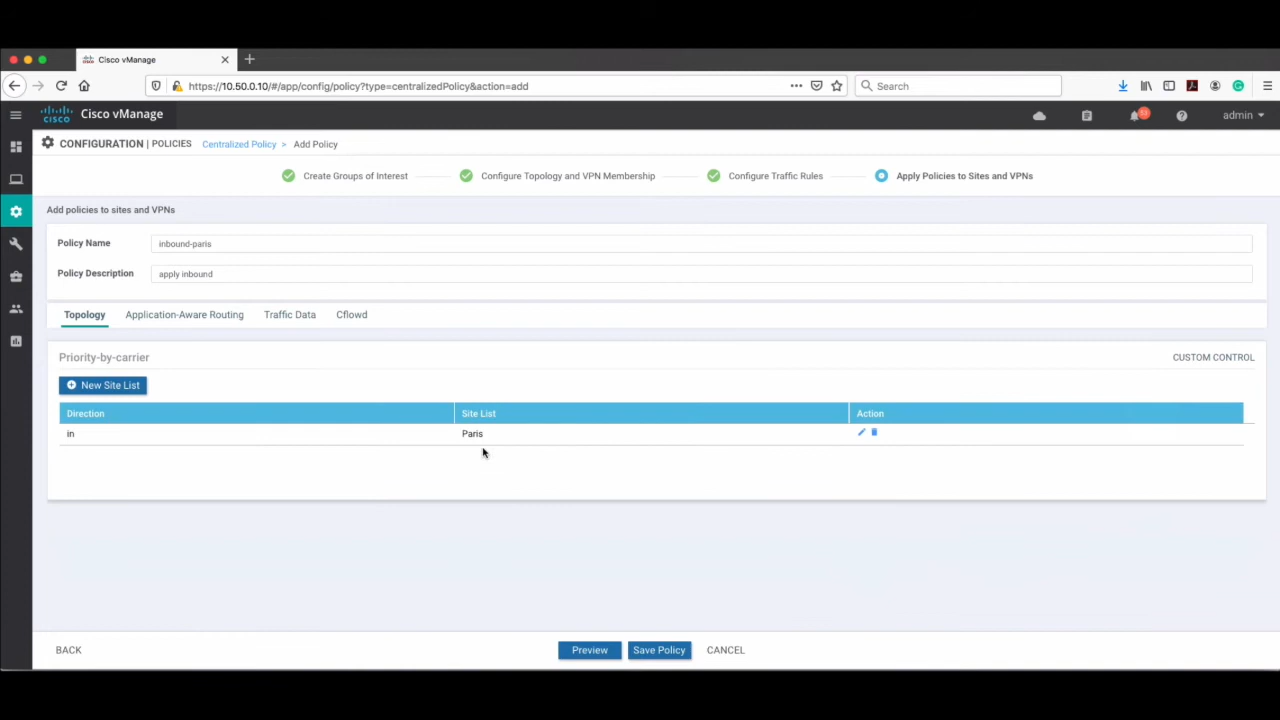 Cisco vManage
https://10.50.0.10/#/app/config/policy?type=centralizedPolicy&action=add
Search
cisco
Cisco vManage
admin
CONFIGURATION | POLICIES Centralized Policy > Add Policy
Create Groups of Interest
Configure Topology and VPN Membership
Configure Traffic Rules
Apply Policies to Sites and VPNs
Add policies to sites and VPNs
Policy Name inbound-paris
Policy Description apply inbound
Topology Application-Aware Routing Traffic Data Cflowd
Priority-by-carrier CUSTOM CONTROL
New Site List
Direction Site List Action
in Paris
BACK Preview Save Policy CANCEL